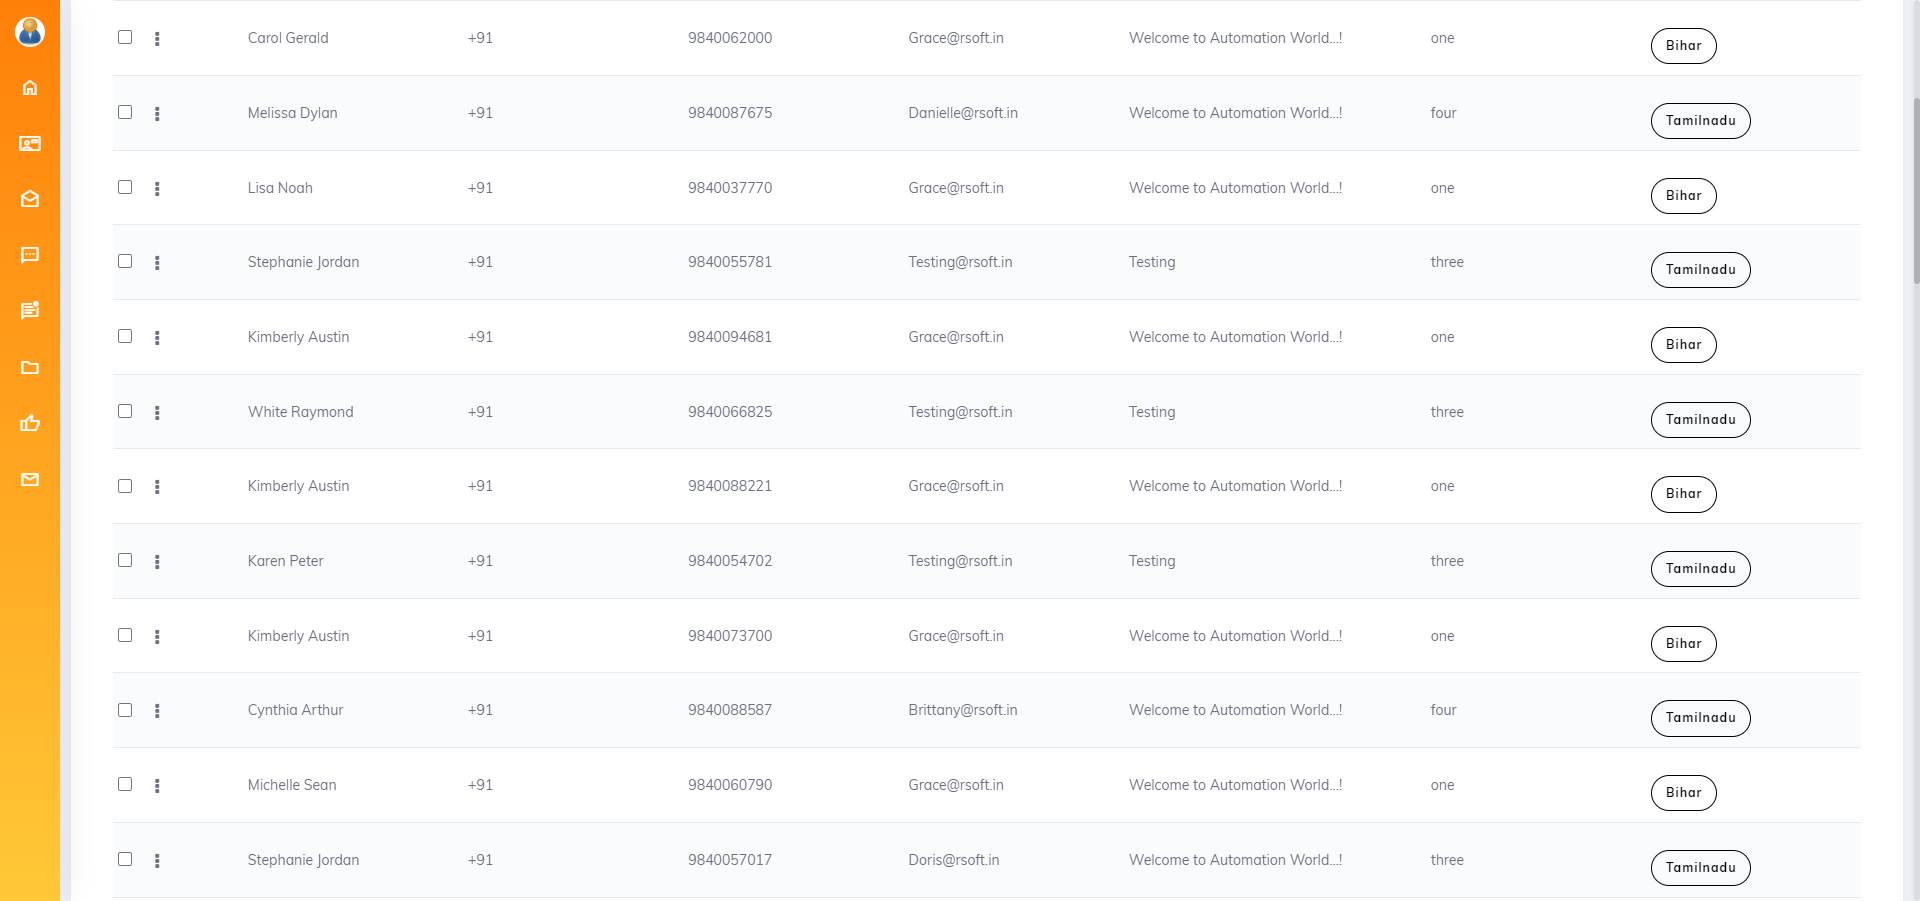 Carol Gerald +91 9840062000 Grace@rsoft.in Welcome to Automation World...! one Bihar
Melissa Dylan +91 9840087675 Danielle@rsoft.in Welcome to Automation World...! four Tamilnadu
Lisa Noah +91 9840037770 Grace@rsoft.in Welcome to Automation World...! one Bihar
Stephanie Jordan +91 9840055781 Testing@rsoft.in Testing three Tamilnadu
Kimberly Austin +91 9840094681 Grace@rsoft.in Welcome to Automation World...! one Bihar
White Raymond +91 9840066825 Testing@rsoft.in Testing three Tamilnadu
Kimberly Austin +91 9840088221 Grace@rsoft.in Welcome to Automation World...! one Bihar
Karen Peter +91 9840054702 Testing@rsoft.in Testing three Tamilnadu
Kimberly Austin +91 9840073700 Grace@rsoft.in Welcome to Automation World...! one Bihar
Cynthia Arthur +91 9840088587 Brittany@rsoft.in Welcome to Automation World...! four Tamilnadu
Michelle Sean +91 9840060790 Grace@rsoft.in Welcome to Automation World...! one Bihar
Stephanie Jordan +91 9840057017 Doris@rsoft.in Welcome to Automation World...! three Tamilnadu